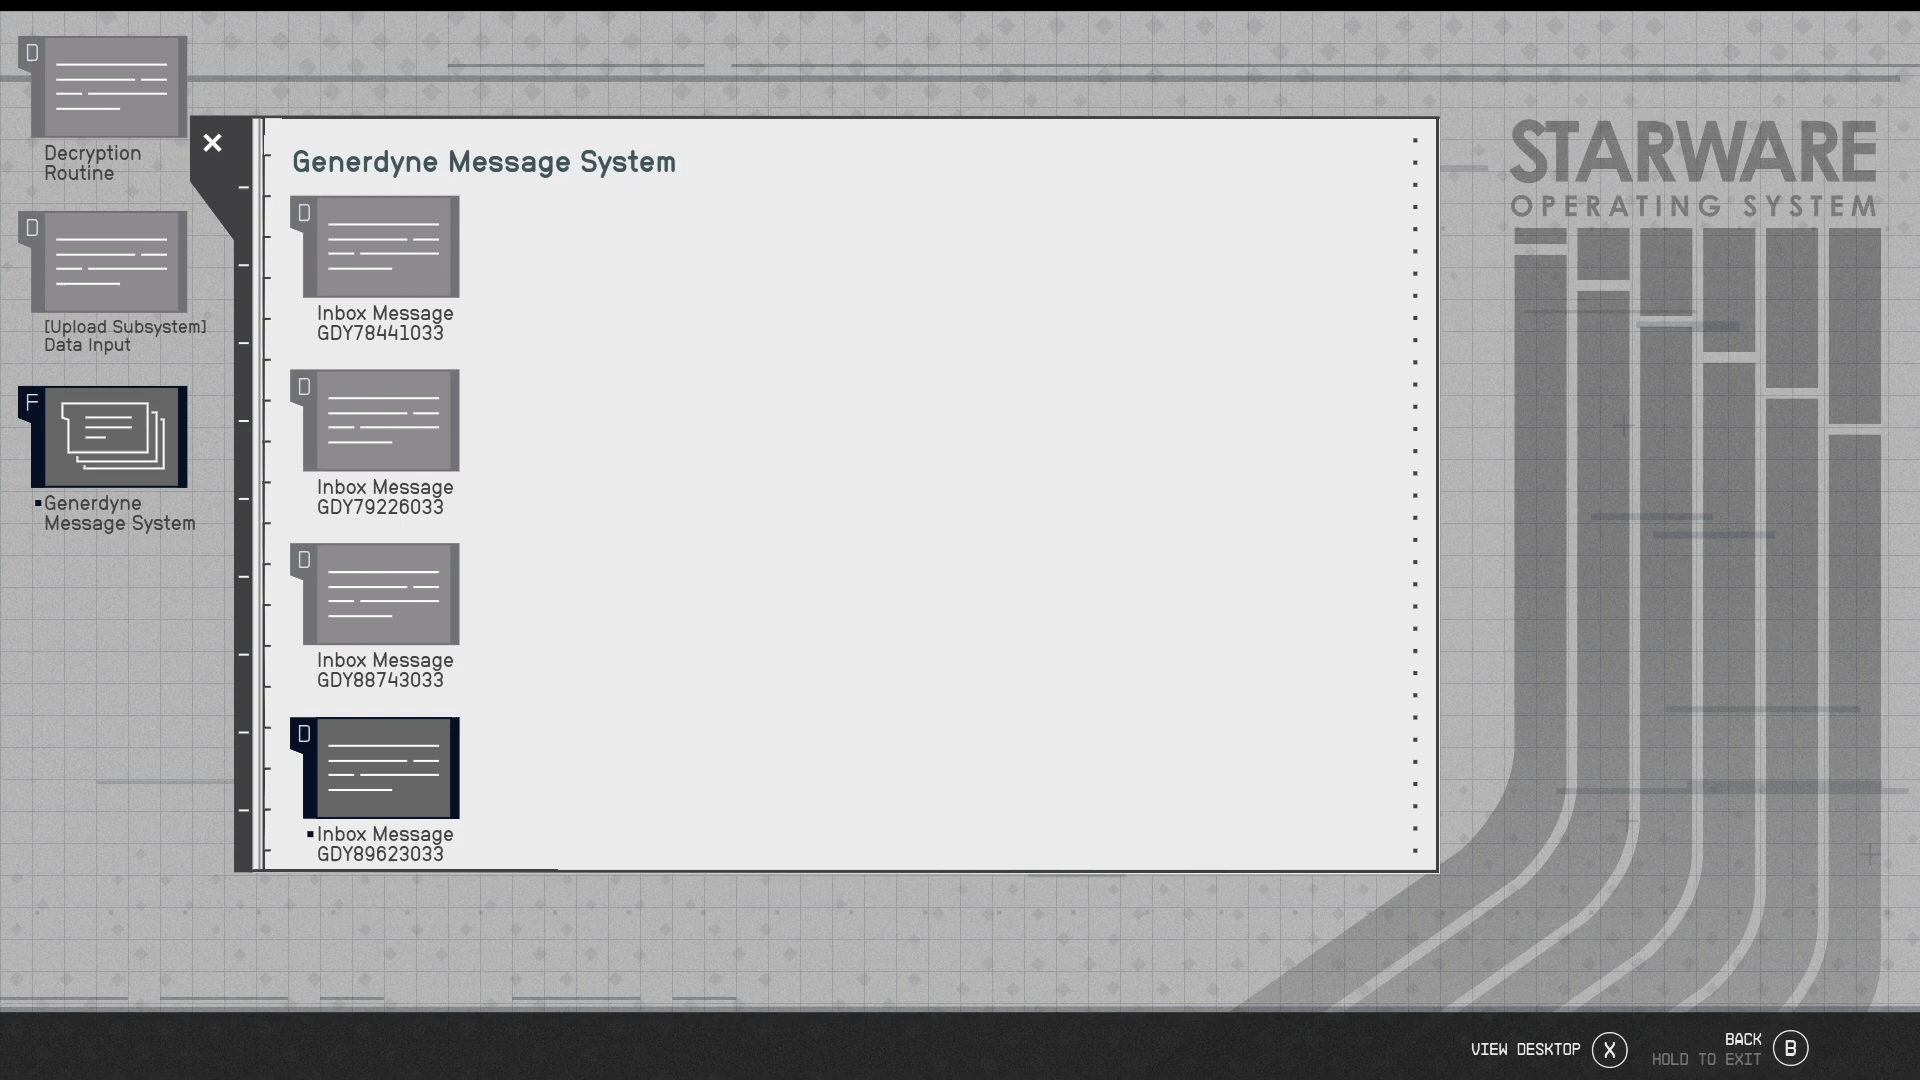 D
Decryption
Routine
D
[Upload Subsystem]
Data Input
F
Generdyne
Message System
×
Generdyne Message System
D
Inbox Message
GDY78441033
D
Inbox Message
GDY79226033
D
Inbox Message
GDY88743033
D
Inbox Message
GDY89623033
STARWARE
OPERATING SYSTEM
VIEW DESKTOP X
BACK B
HOLD TO EXIT